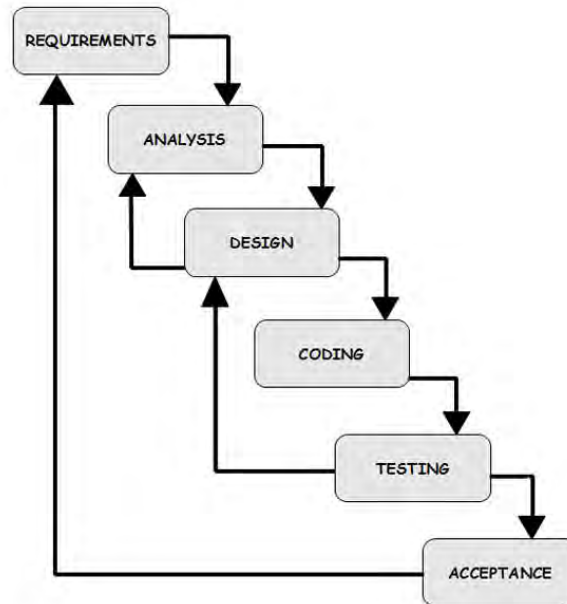 REQUIREMENTS
ANALYSIS
DESIGN
CODING
TESTING
ACCEPTANCE